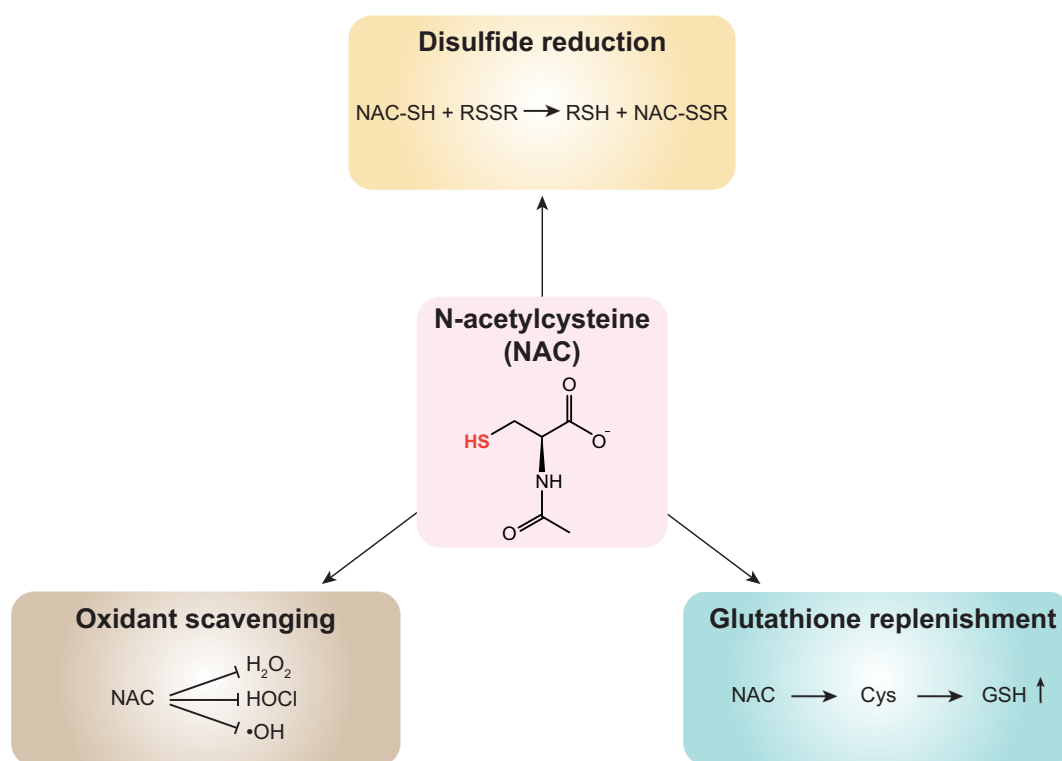 Disulfide reduction
NAC-SH + RSSR → RSH + NAC-SSR
N-acetylcysteine
(NAC)
O
HS
O⁻
NH
O
Oxidant scavenging
H₂O₂
NAC
HOCl
•OH
Glutathione replenishment
NAC → Cys → GSH ↑